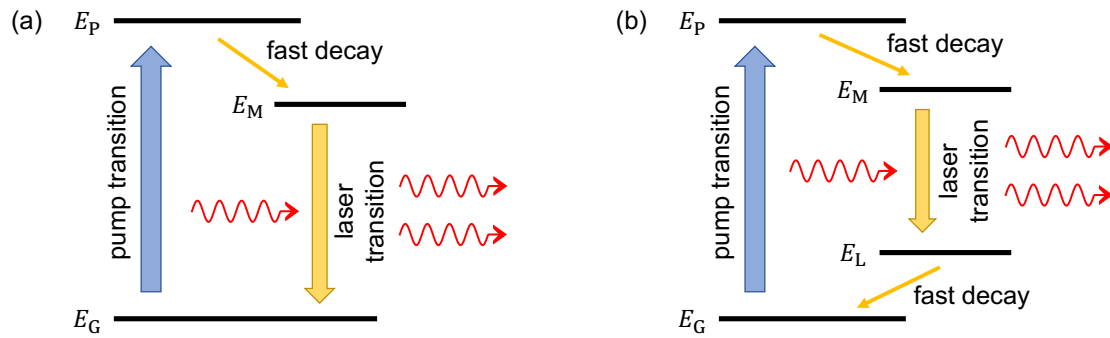 (a)
E_P
fast decay
E_M
pump transition
laser
transition
E_G
(b)
E_P
fast decay
E_M
pump transition
laser
transition
E_L
fast decay
E_G